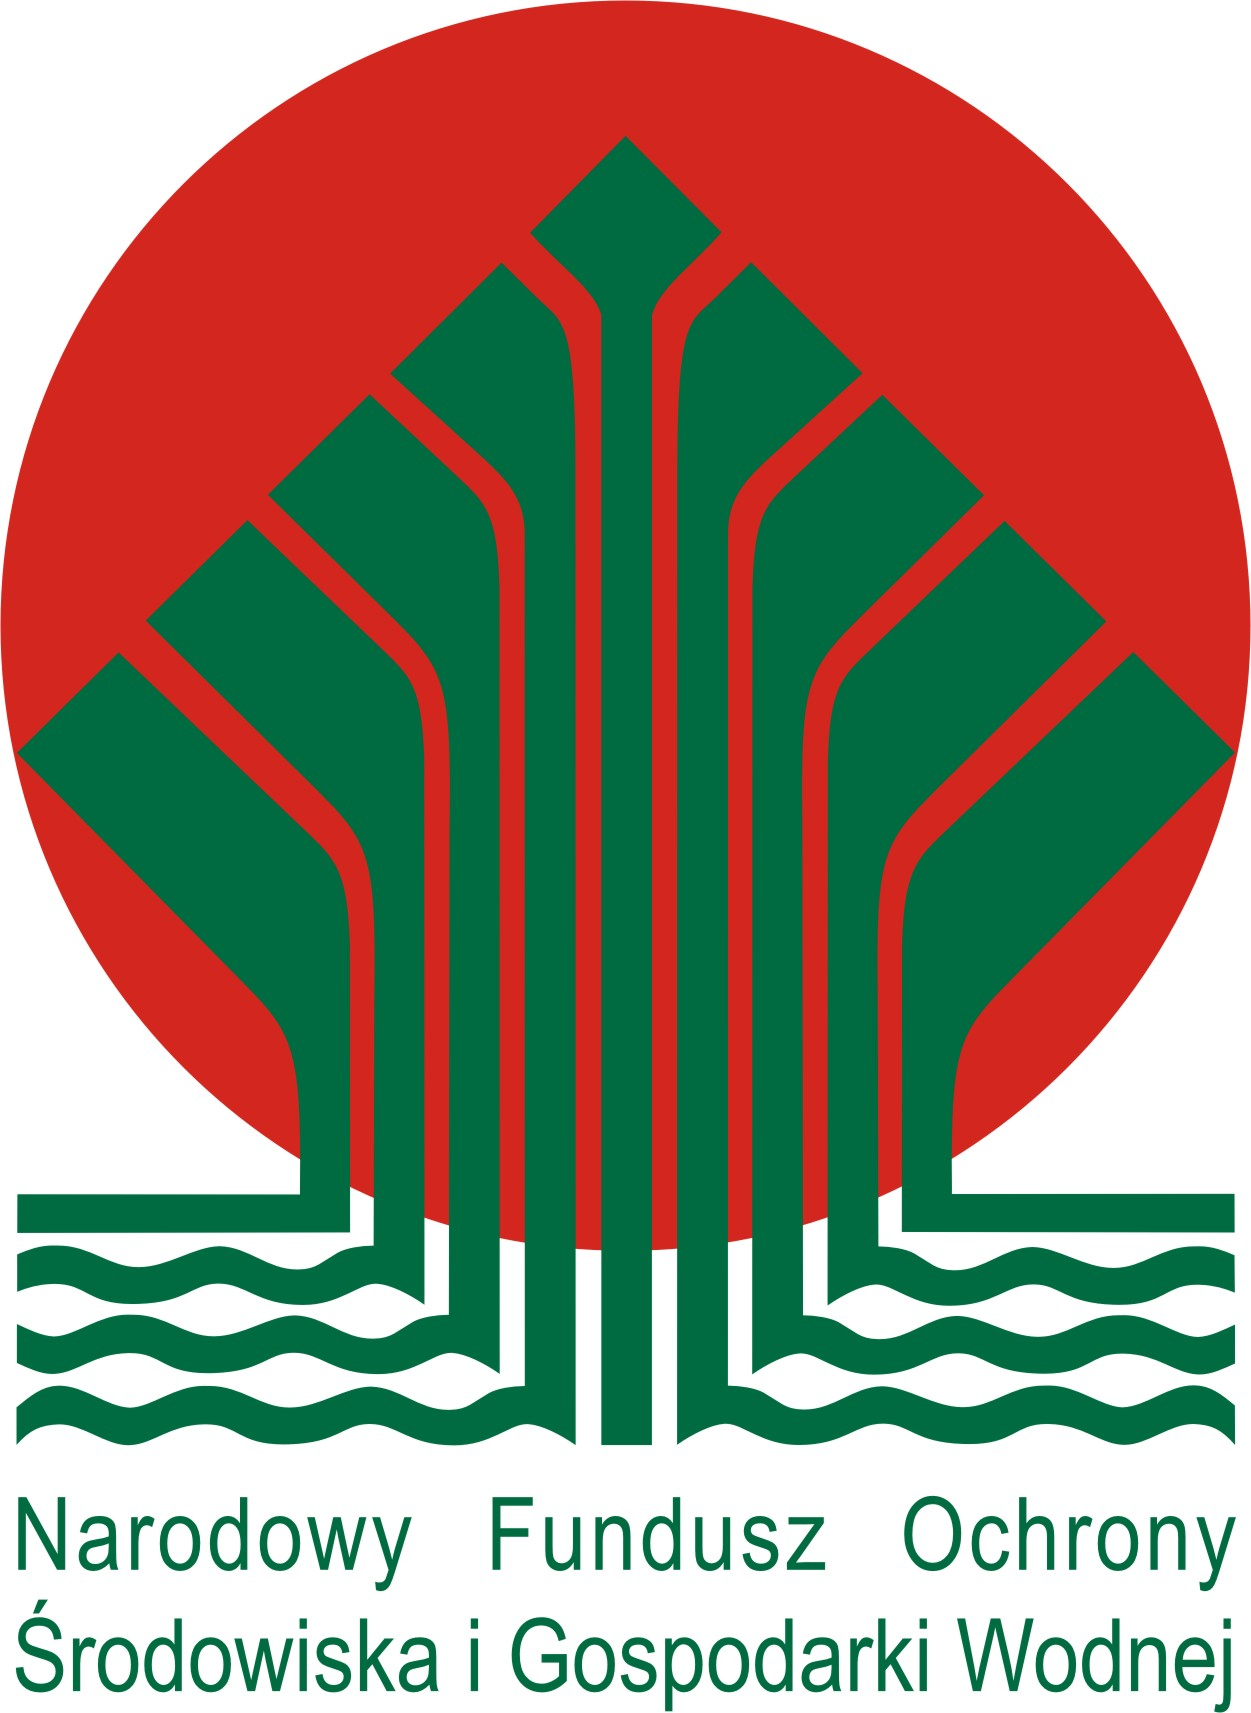 Narodowy Fundusz Ochrony
Środowiska i Gospodarki Wodnej